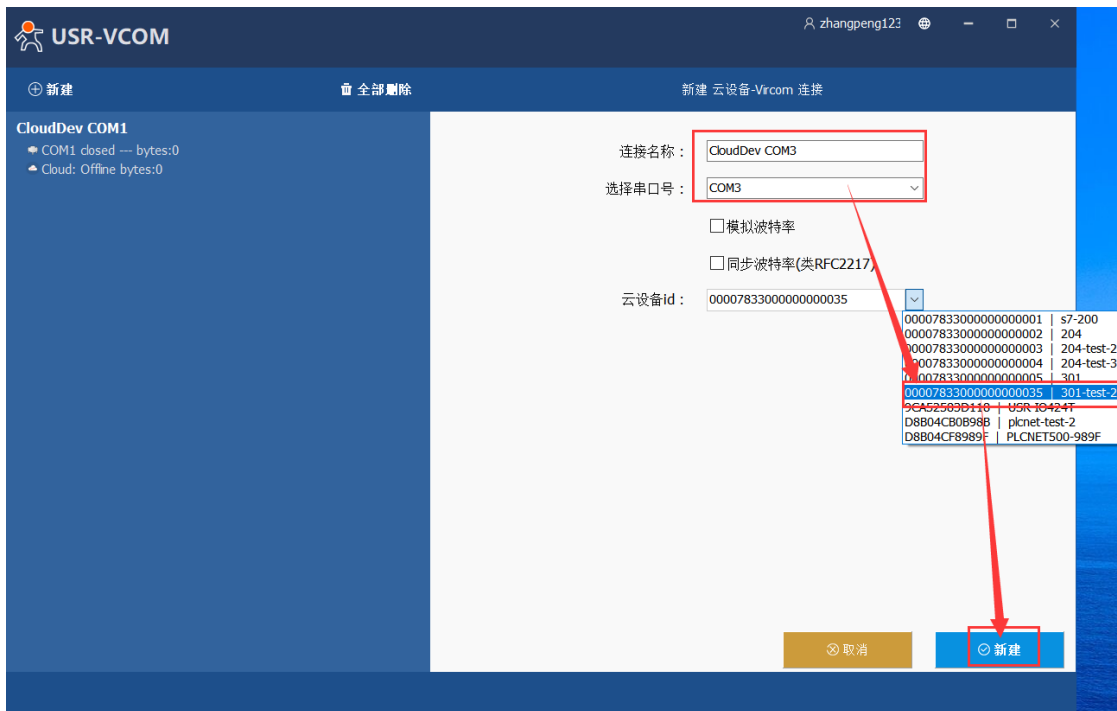 USR-VCOM
zhangpeng123
新建
全部删除
新建 云设备-Vircom 连接
CloudDev COM1
COM1 closed --- bytes:0
Cloud: Offline bytes:0
连接名称： CloudDev COM3
选择串口号： COM3
模拟波特率
同步波特率(类RFC2217)
云设备id： 00007833000000000035
00007833000000000001 | s7-200
00007833000000000002 | 204
00007833000000000003 | 204-test-2
00007833000000000004 | 204-test-3
00007833000000000005 | 301
00007833000000000035 | 301-test-2
9CA52583D110 | USR-IO424T
D8B04CB0B98B | plcnet-test-2
D8B04CF8989F | PLCNET500-989F
取消
新建